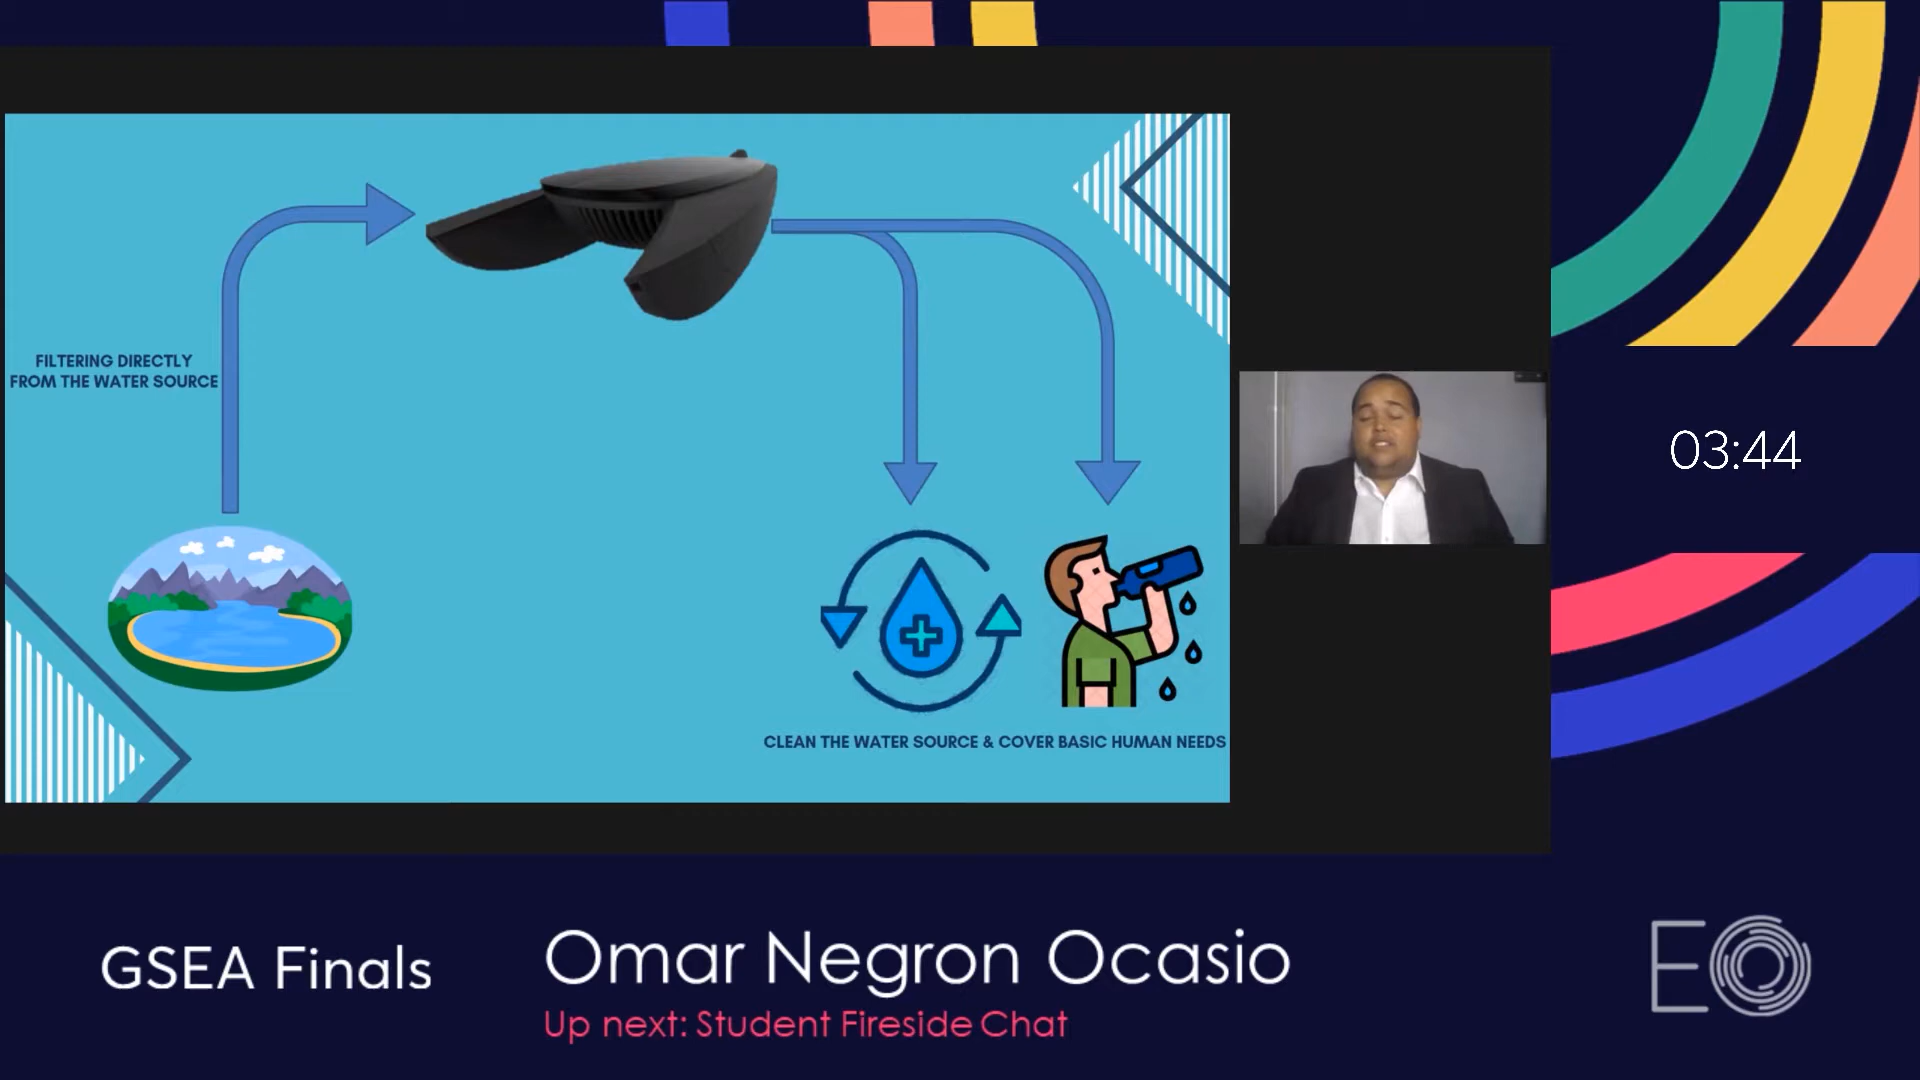 FILTERING DIRECTLY
FROM THE WATER SOURCE
CLEAN THE WATER SOURCE & COVER BASIC HUMAN NEEDS
03:44
GSEA Finals
Omar Negron Ocasio
Up next: Student Fireside Chat
EO